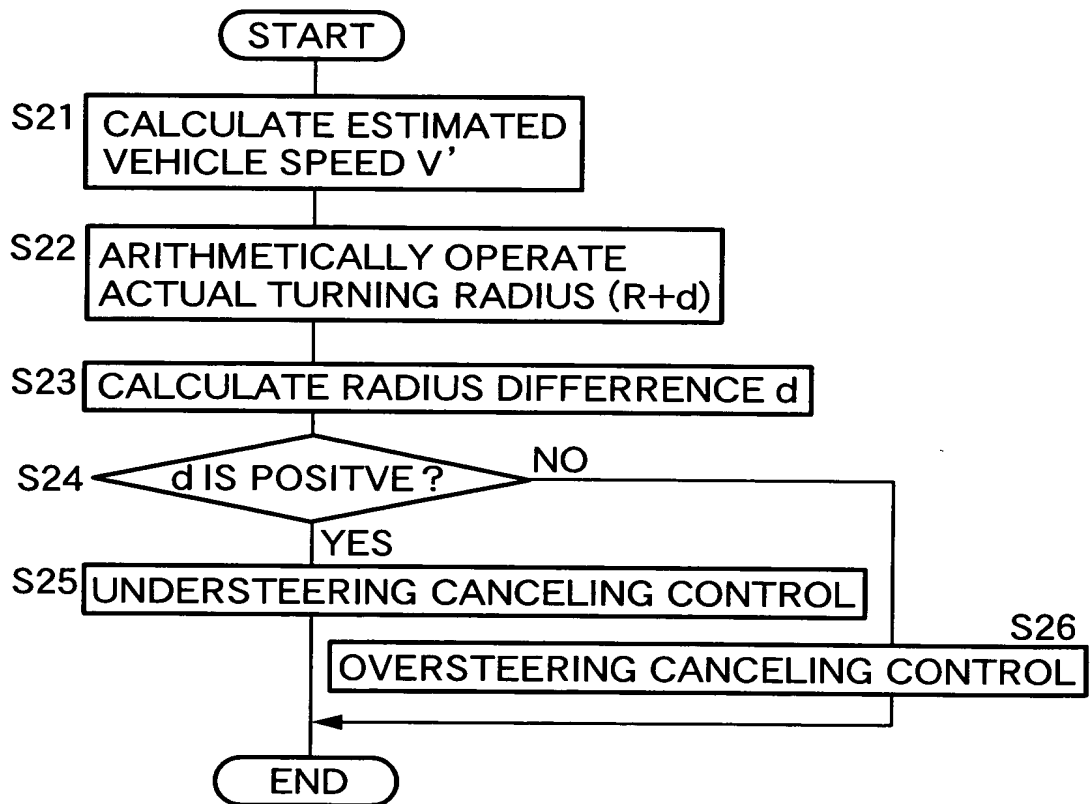 START
S21
CALCULATE ESTIMATED
VEHICLE SPEED V'
S22
ARITHMETICALLY OPERATE
ACTUAL TURNING RADIUS (R+d)
S23
CALCULATE RADIUS DIFFERRENCE d
S24
d IS POSITVE ?
NO
YES
S25
UNDERSTEERING CANCELING CONTROL
S26
OVERSTEERING CANCELING CONTROL
END